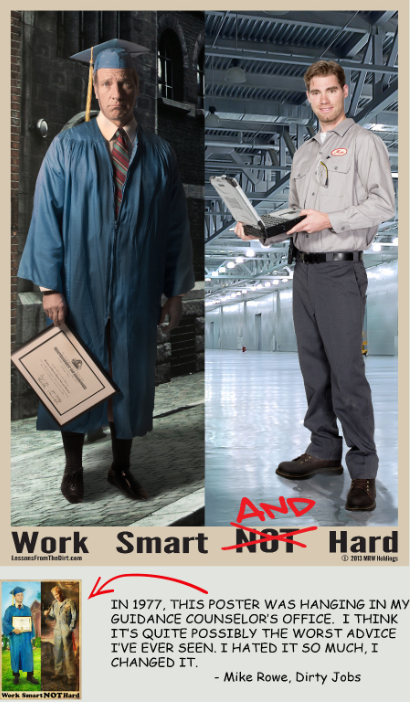 AND
Work Smart NOT Hard
LessonsFromTheDirt.com © 2013 MRW Holdings
IN 1977, THIS POSTER WAS HANGING IN MY
GUIDANCE COUNSELOR'S OFFICE. I THINK
IT'S QUITE POSSIBLY THE WORST ADVICE
I'VE EVER SEEN. I HATED IT SO MUCH, I
CHANGED IT.
- Mike Rowe, Dirty Jobs
Work Smart NOT Hard